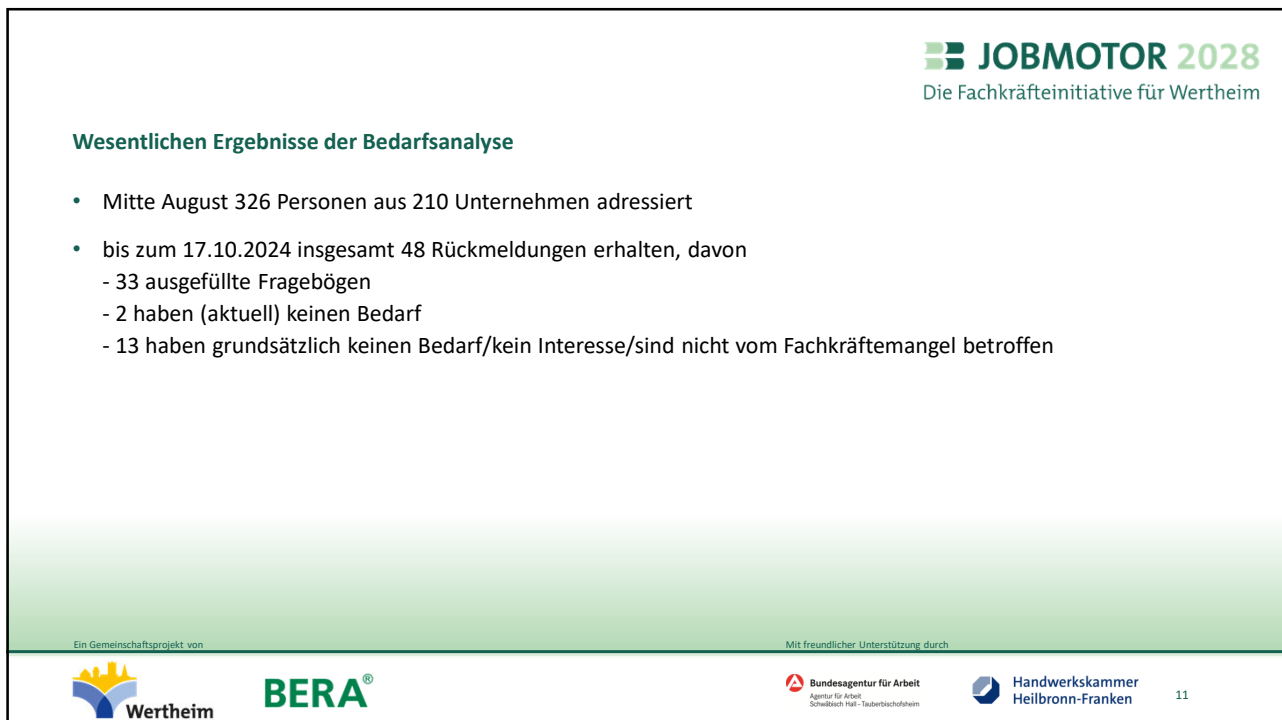 JOBMOTOR 2028
Die Fachkräfteinitiative für Wertheim
Wesentlichen Ergebnisse der Bedarfsanalyse
• Mitte August 326 Personen aus 210 Unternehmen adressiert
• bis zum 17.10.2024 insgesamt 48 Rückmeldungen erhalten, davon
- 33 ausgefüllte Fragebögen
- 2 haben (aktuell) keinen Bedarf
- 13 haben grundsätzlich keinen Bedarf/kein Interesse/sind nicht vom Fachkräftemangel betroffen
Ein Gemeinschaftsprojekt von
Mit freundlicher Unterstützung durch
Wertheim
BERA®
Bundesagentur für Arbeit
Agentur für Arbeit
Schwäbisch Hall - Tauberbischofsheim
Handwerkskammer
Heilbronn-Franken
11